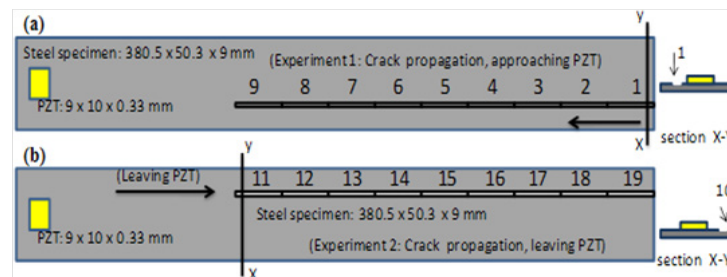 (a)
Y
Steel specimen: 380.5 x 50.3 x 9 mm
(Experiment 1: Crack propagation, approaching PZT)
1
9 8 7 6 5 4 3 2 1
PZT: 9 x 10 x 0.33 mm
X
section X-Y
(b)
Y
(Leaving PZT)
11 12 13 14 15 16 17 18 19
10
Steel specimen: 380.5 x 50.3 x 9 mm
PZT: 9 x 10 x 0.33 mm
(Experiment 2: Crack propagation, leaving PZT)
X
section X-Y